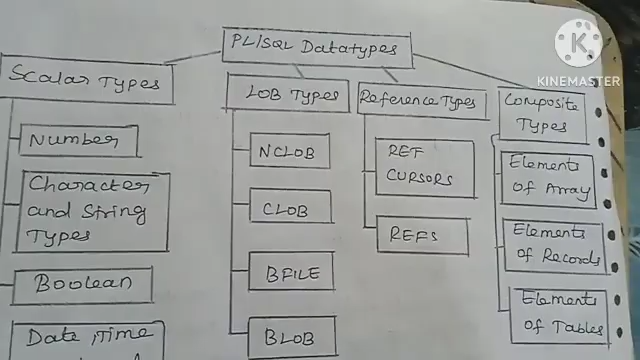 PL/SQL Datatypes
Scalar Types
Number
Character
and String
Types
Boolean
Date, Time
LOB Types
NCLOB
CLOB
BFILE
BLOB
Reference Types
REF
CURSORS
REFS
Composite
Types
Elements
of Array
Elements
of Records
Elements
of Tables
KINEMASTER